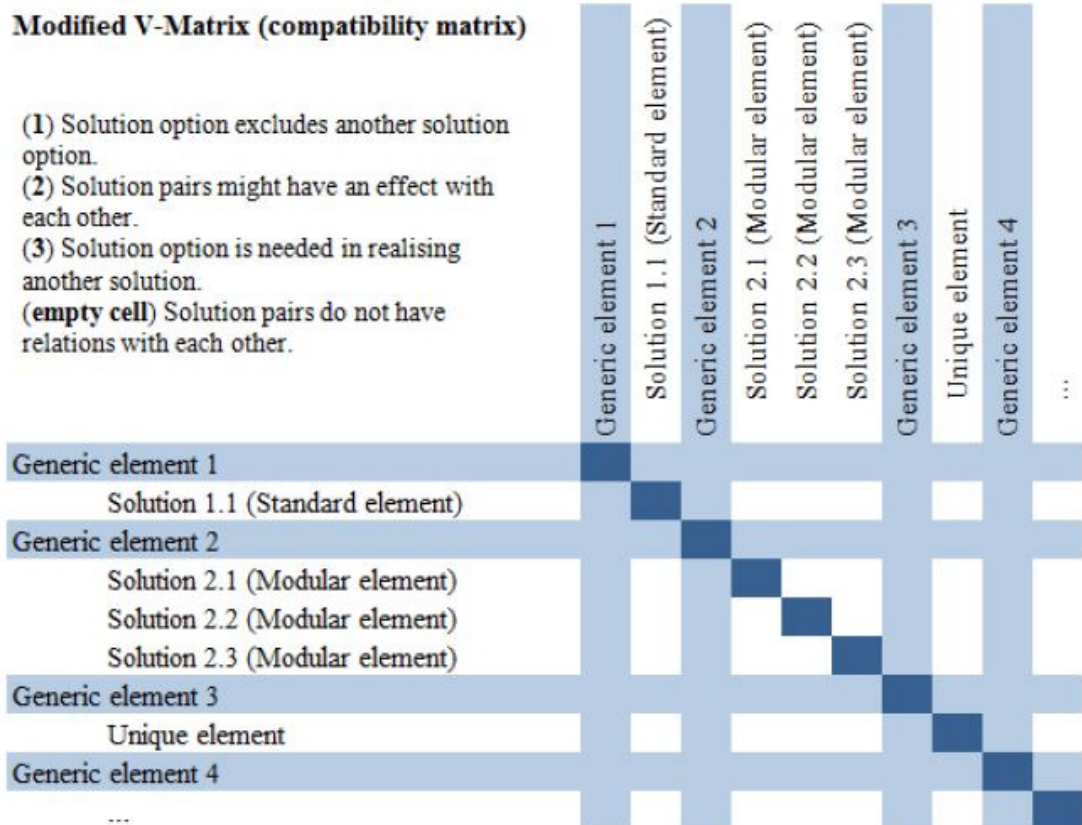 Modified V-Matrix (compatibility matrix)
(1) Solution option excludes another solution
option.
(2) Solution pairs might have an effect with
each other.
(3) Solution option is needed in realising
another solution.
(empty cell) Solution pairs do not have
relations with each other.
Generic element 1
Solution 1.1 (Standard element)
Generic element 2
Solution 2.1 (Modular element)
Solution 2.2 (Modular element)
Solution 2.3 (Modular element)
Generic element 3
Unique element
Generic element 4
...
Generic element 1
Solution 1.1 (Standard element)
Generic element 2
Solution 2.1 (Modular element)
Solution 2.2 (Modular element)
Solution 2.3 (Modular element)
Generic element 3
Unique element
Generic element 4
...